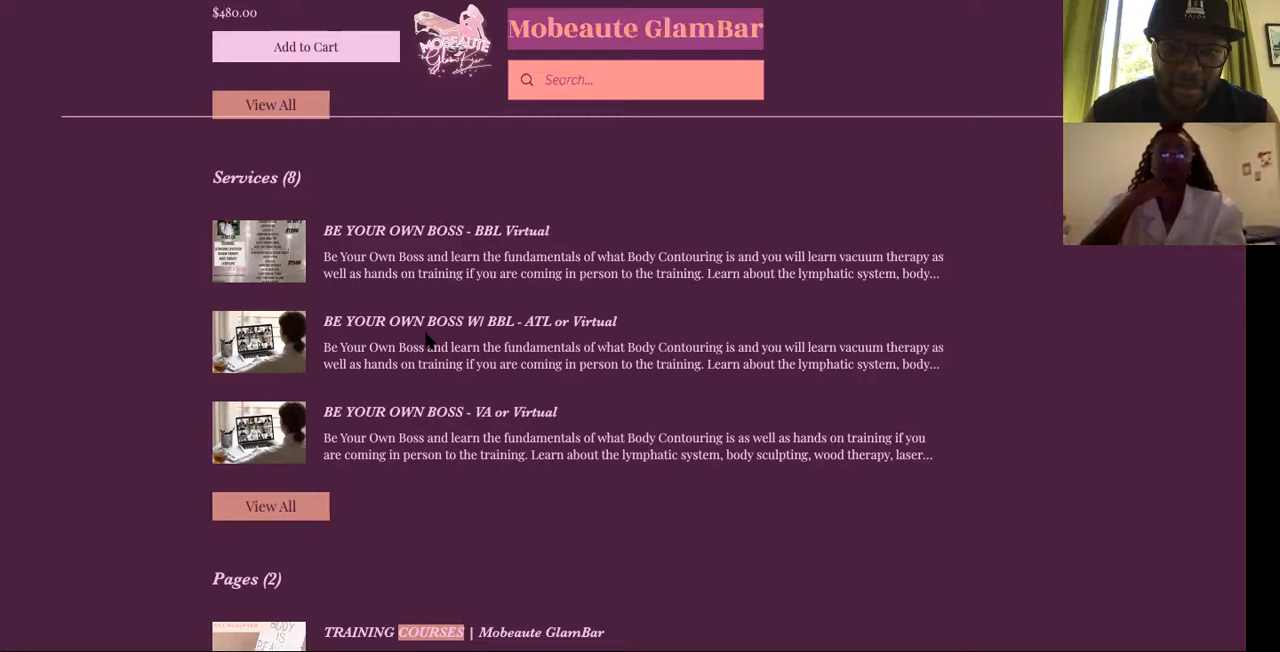 $480.00
Add to Cart
View All
MOBEAUTE
Glam Bar
Mobeaute GlamBar
Search...
Services (8)
BE YOUR OWN BOSS - BBL Virtual
Be Your Own Boss and learn the fundamentals of what Body Contouring is and you will learn vacuum therapy as
well as hands on training if you are coming in person to the training. Learn about the lymphatic system, body...
BE YOUR OWN BOSS W/ BBL - ATL or Virtual
Be Your Own Boss and learn the fundamentals of what Body Contouring is and you will learn vacuum therapy as
well as hands on training if you are coming in person to the training. Learn about the lymphatic system, body...
BE YOUR OWN BOSS - VA or Virtual
Be Your Own Boss and learn the fundamentals of what Body Contouring is as well as hands on training if you
are coming in person to the training. Learn about the lymphatic system, body sculpting, wood therapy, laser...
View All
Pages (2)
BODY
IS
TRAINING COURSES | Mobeaute GlamBar